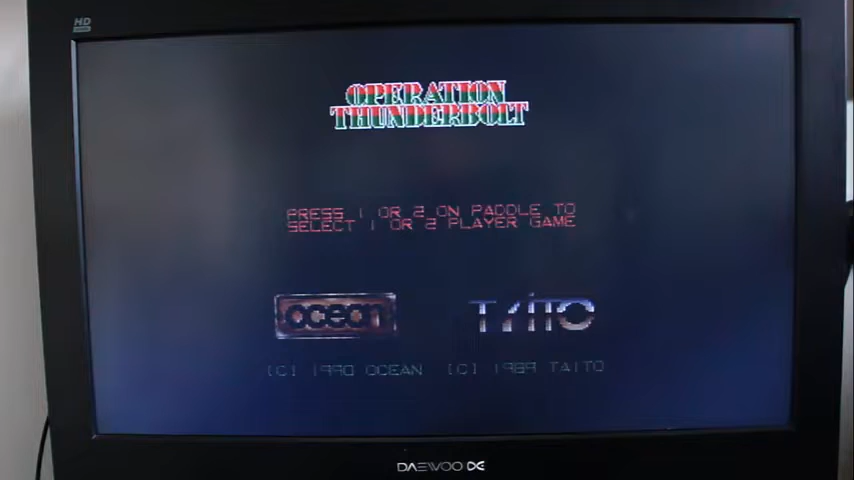 HD
OPERATION
THUNDERBOLT
PRESS 1 OR 2 ON PADDLE TO
SELECT 1 OR 2 PLAYER GAME
ocean TAITO
(C) 1990 OCEAN (C) 1989 TAITO
DAEWOO